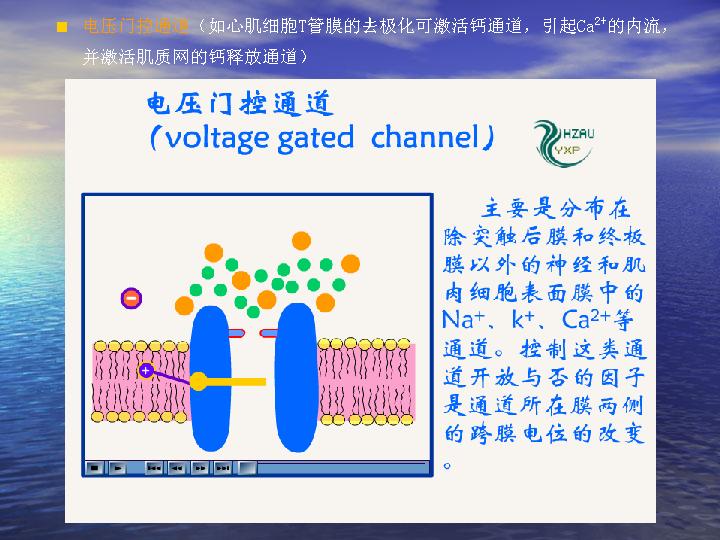 电压门控通道（如心肌细胞T管膜的去极化可激活钙通道，引起Ca²⁺的内流，
并激活肌质网的钙释放通道）
电压门控通道
（voltage gated channel）
HZAU
YXP
主要是分布在
除突触后膜和终板
膜以外的神经和肌
肉细胞表面膜中的
Na⁺、k⁺、Ca²⁺等
通道。控制这类通
道开放与否的因子
是通道所在膜两侧
的跨膜电位的改变
。